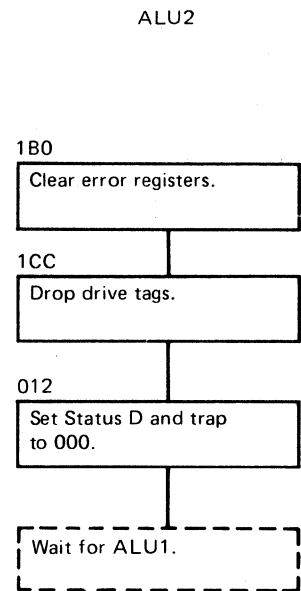 ALU2
1B0
Clear error registers.
1CC
Drop drive tags.
012
Set Status D and trap
to 000.
Wait for ALU1.